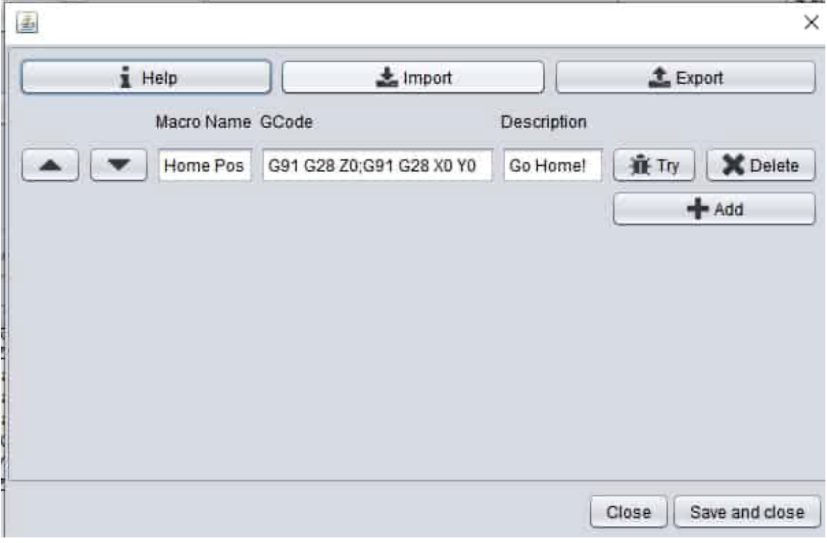 Help Import Export
Macro Name GCode Description
Home Pos G91 G28 Z0;G91 G28 X0 Y0 Go Home! Try Delete
Add
Close Save and close